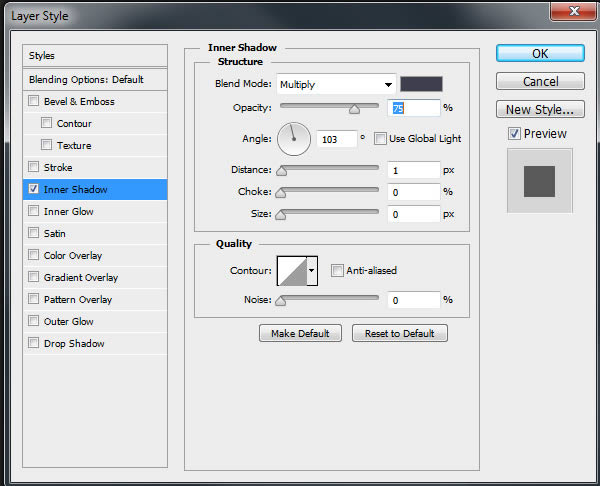 Layer Style
Styles
Blending Options: Default
Bevel & Emboss
Contour
Texture
Stroke
Inner Shadow
Inner Glow
Satin
Color Overlay
Gradient Overlay
Pattern Overlay
Outer Glow
Drop Shadow
Inner Shadow
Structure
Blend Mode: Multiply
Opacity: 75 %
Angle: 103 ° Use Global Light
Distance: 1 px
Choke: 0 %
Size: 0 px
Quality
Contour: Anti-aliased
Noise: 0 %
Make Default Reset to Default
OK
Cancel
New Style...
Preview